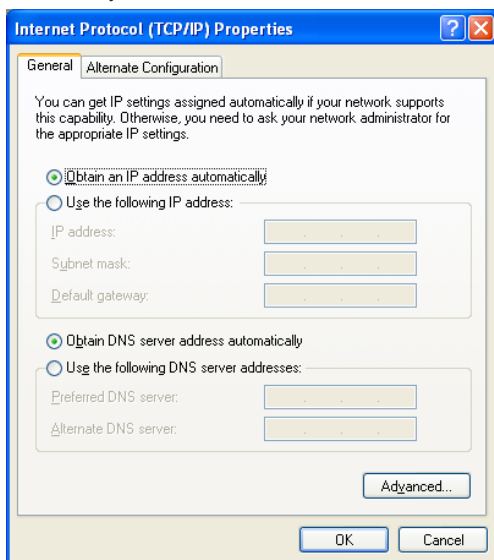 Internet Protocol (TCP/IP) Properties
General
Alternate Configuration
You can get IP settings assigned automatically if your network supports
this capability. Otherwise, you need to ask your network administrator for
the appropriate IP settings.
Obtain an IP address automatically
Use the following IP address:
IP address:
Subnet mask:
Default gateway:
Obtain DNS server address automatically
Use the following DNS server addresses:
Preferred DNS server:
Alternate DNS server:
Advanced...
OK
Cancel